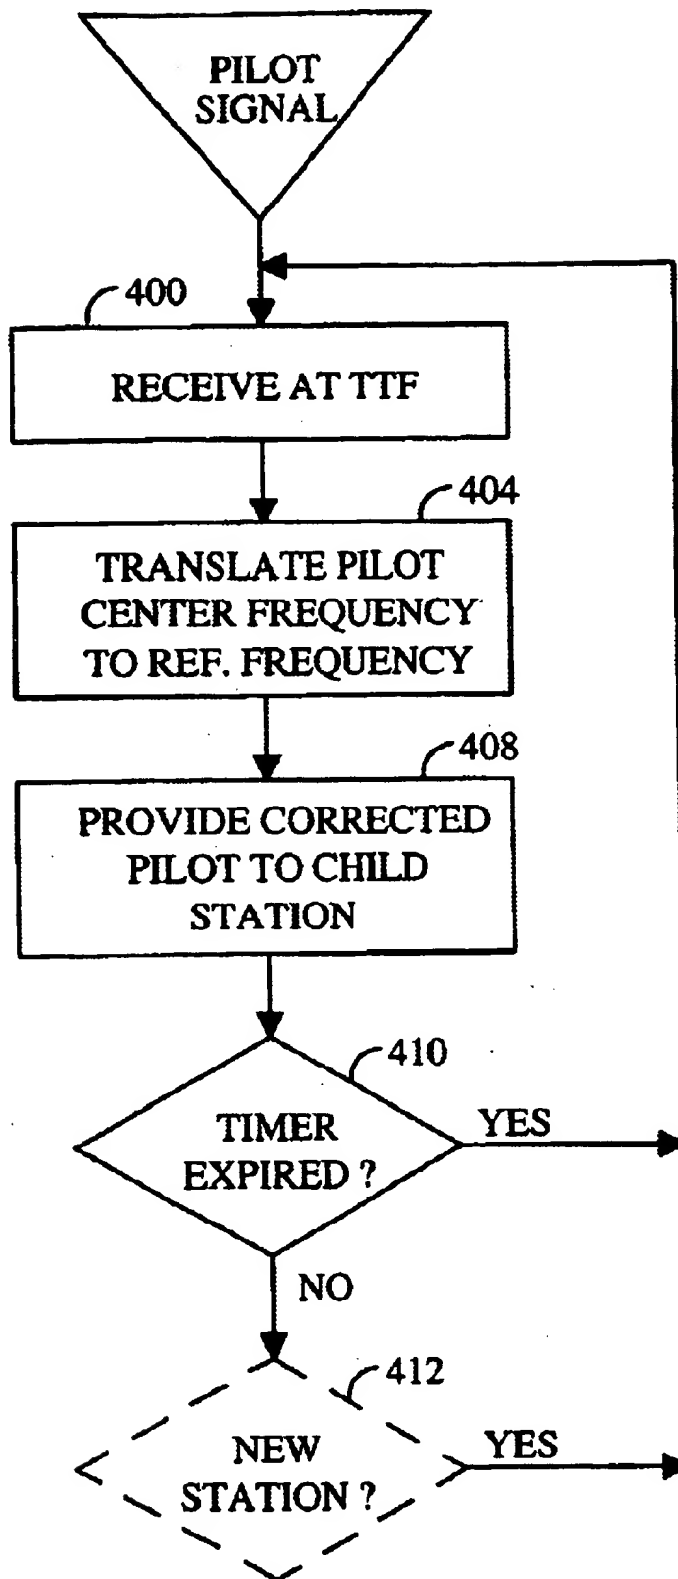 PILOT
SIGNAL
400
RECEIVE AT TTF
404
TRANSLATE PILOT
CENTER FREQUENCY
TO REF. FREQUENCY
408
PROVIDE CORRECTED
PILOT TO CHILD
STATION
410
TIMER
EXPIRED ?
YES
NO
412
NEW
STATION ?
YES